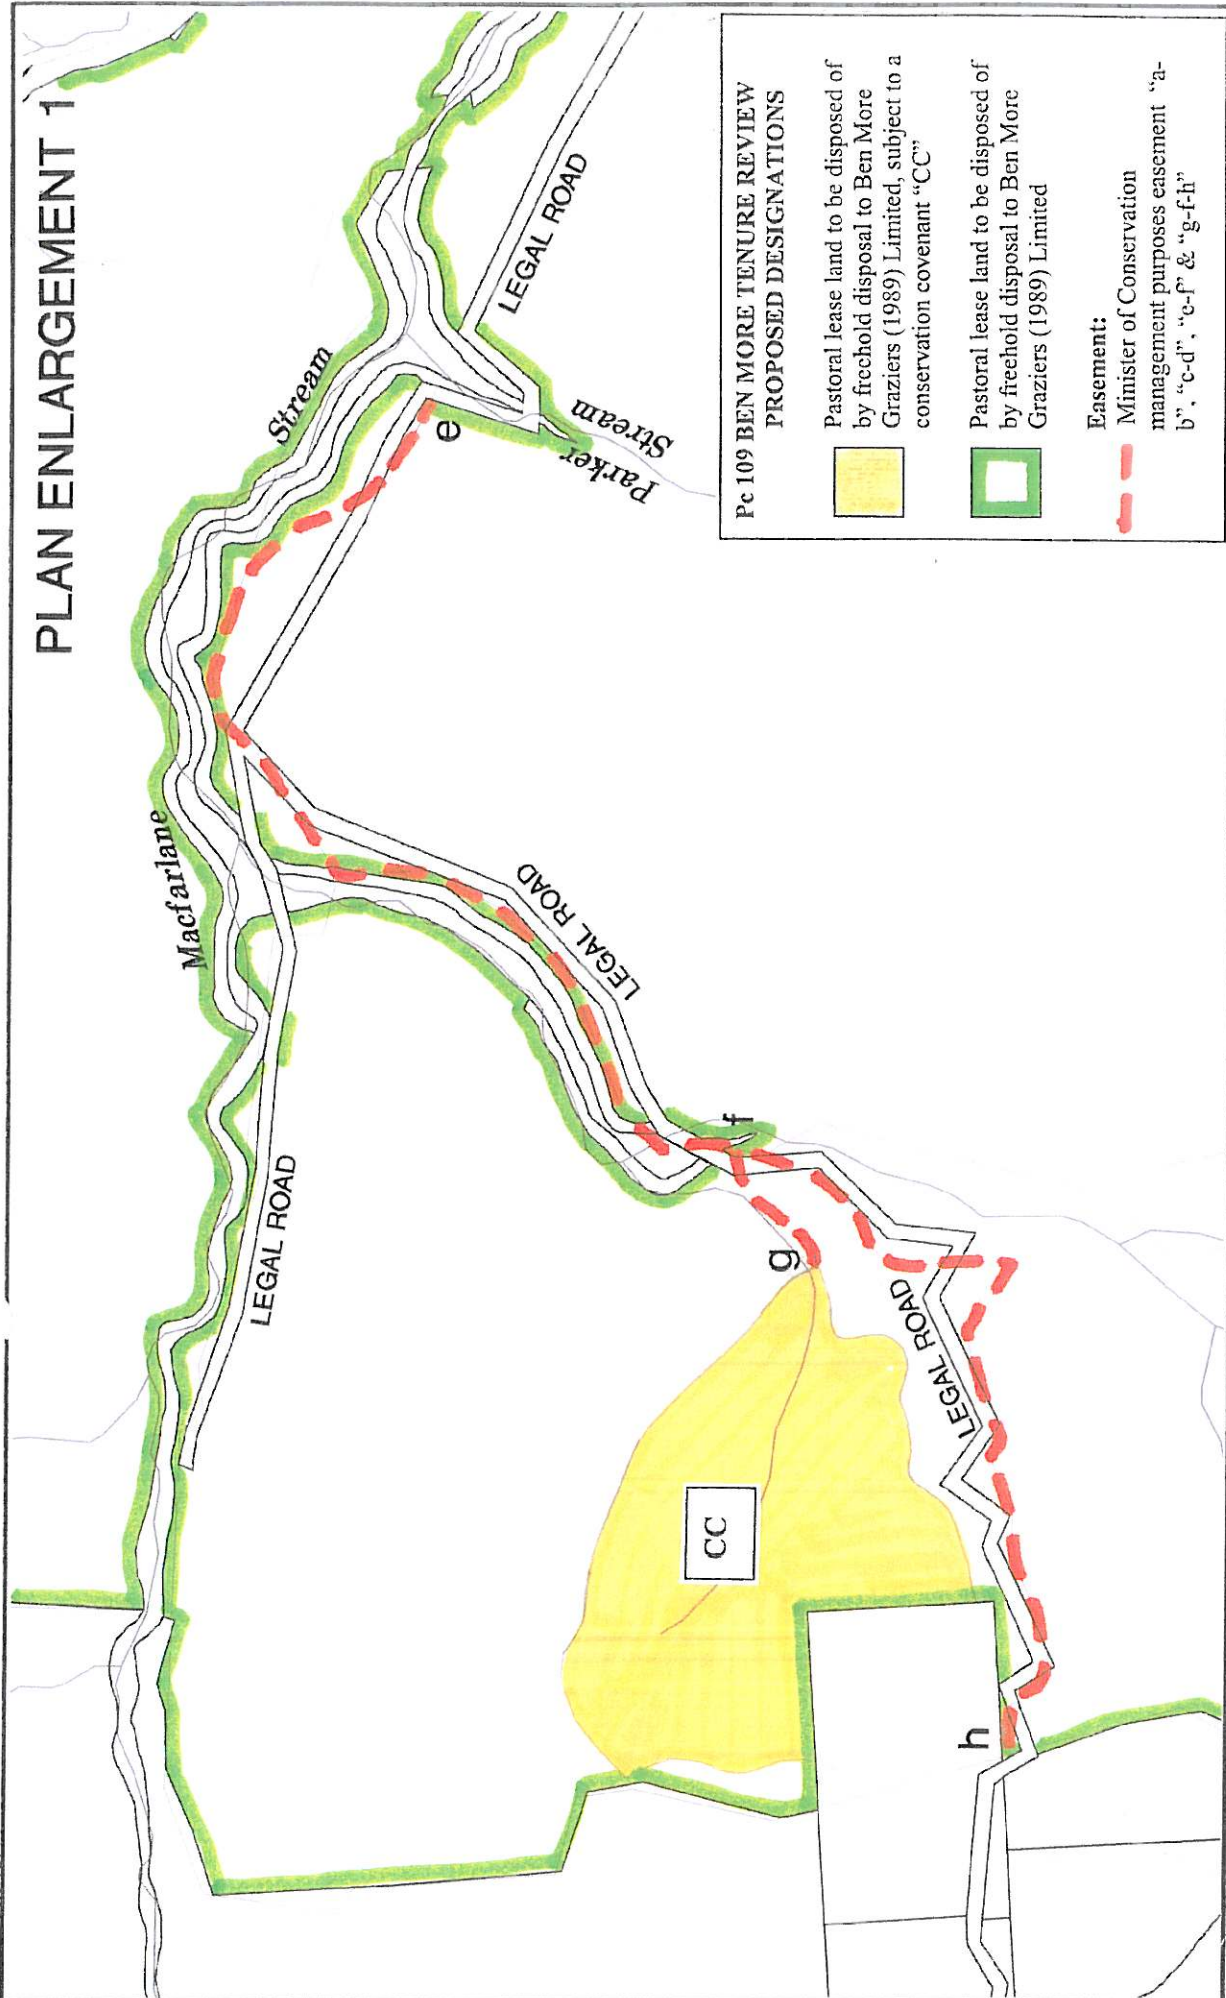 PLAN ENLARGEMENT 1
Pc 109 BEN MORE TENURE REVIEW
PROPOSED DESIGNATIONS
Pastoral lease land to be disposed of
by freehold disposal to Ben More
Graziers (1989) Limited, subject to a
conservation covenant “CC”
Pastoral lease land to be disposed of
by freehold disposal to Ben More
Graziers (1989) Limited
Easement:
Minister of Conservation
management purposes easement “a-
b”, “c-d”, “e-f” & “g-f-h”
Macfarlane
Stream
Parker
Stream
LEGAL ROAD
LEGAL ROAD
LEGAL ROAD
LEGAL ROAD
CC
e
f
g
h